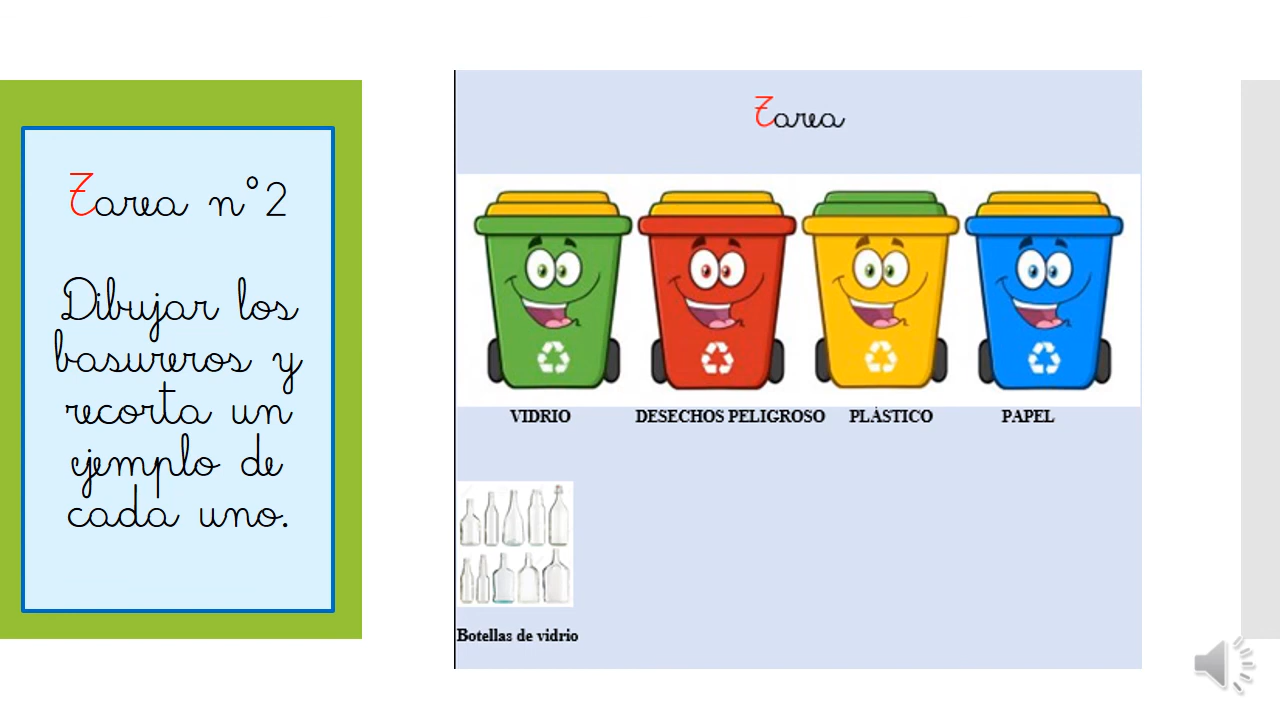 Tarea n°2
Dibujar los
basureros y
recorta un
ejemplo de
cada uno.
Tarea
VIDRIO DESECHOS PELIGROSO PLÁSTICO PAPEL
Botellas de vidrio